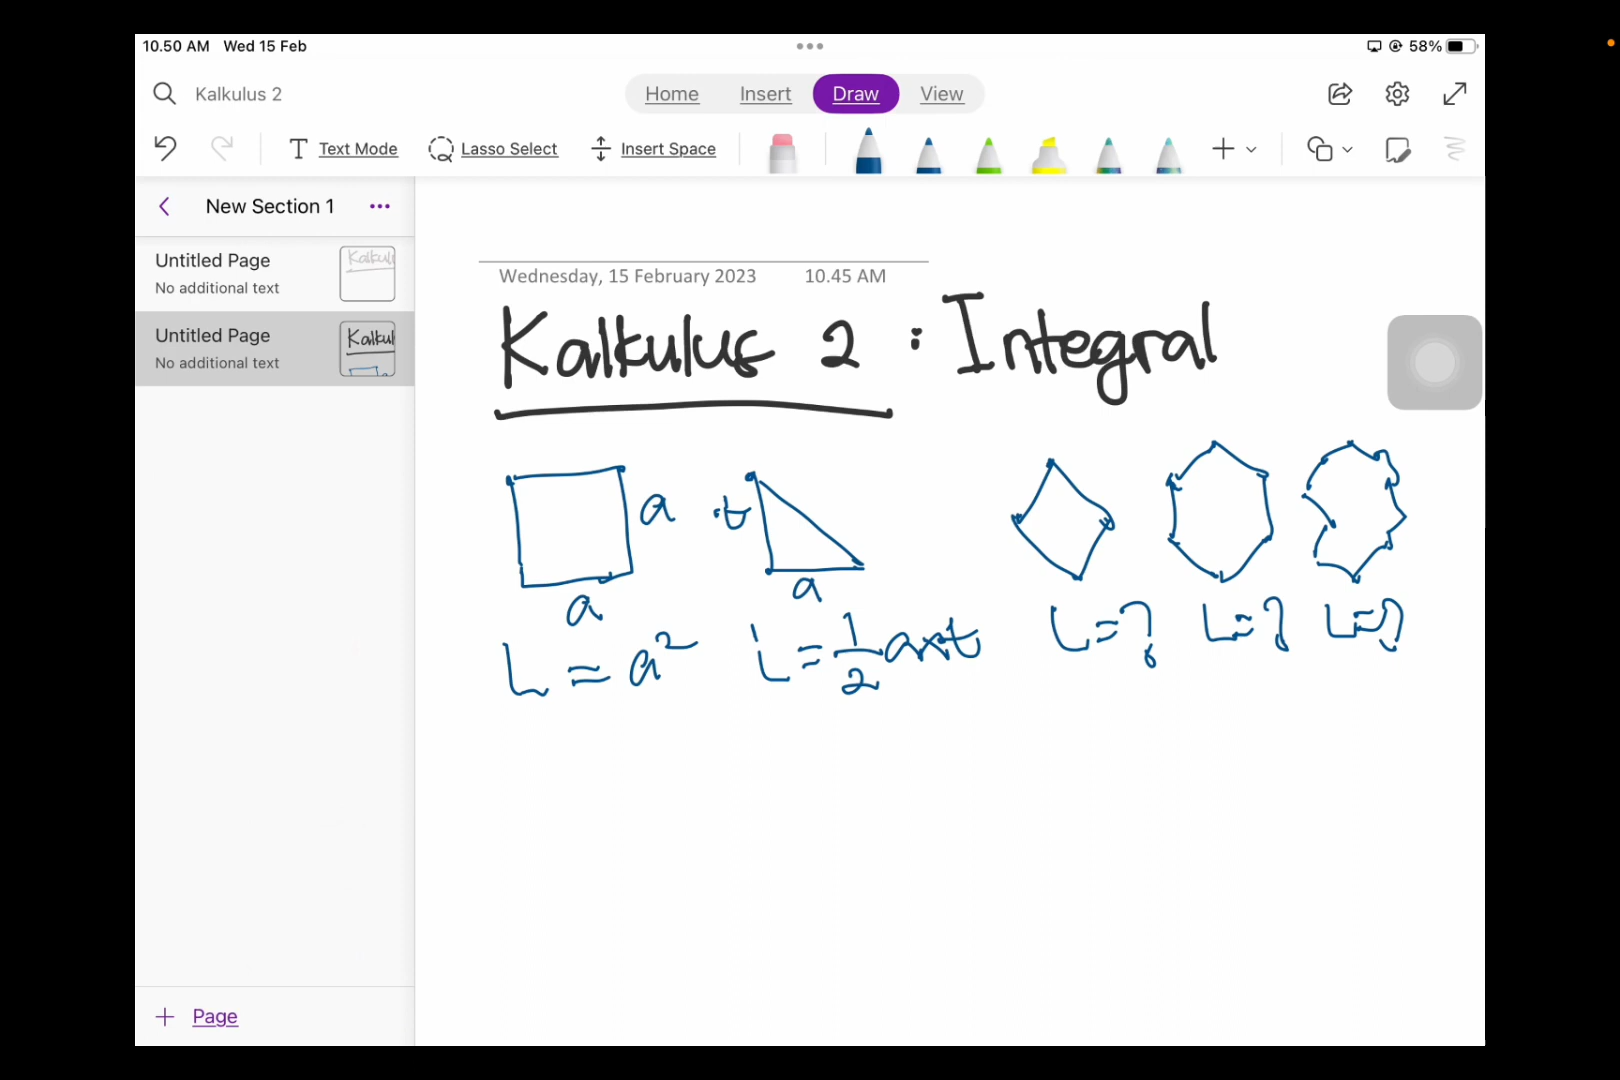 10.50 AM Wed 15 Feb
58%
Kalkulus 2
Home Insert Draw View
Text Mode Lasso Select Insert Space
New Section 1
Untitled Page
No additional text
Kalkul
Untitled Page
No additional text
Kalkul
Page
Wednesday, 15 February 2023 10.45 AM
Kalkulus 2 : Integral
a
a
t
a
L = a²
L = 1/2 a x t
L = ?
L = ?
L = ?